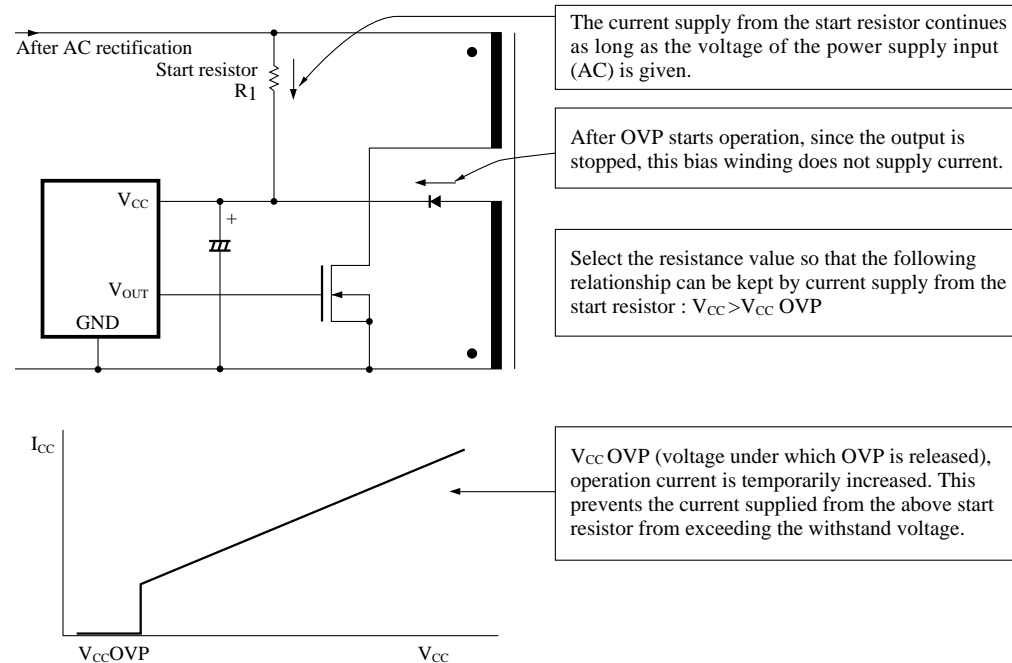 After AC rectification
Start resistor
R1
VCC
+
VOUT
GND
The current supply from the start resistor continues
as long as the voltage of the power supply input
(AC) is given.
After OVP starts operation, since the output is
stopped, this bias winding does not supply current.
Select the resistance value so that the following
relationship can be kept by current supply from the
start resistor : VCC >VCC OVP
ICC
VCCOVP
VCC
VCC OVP (voltage under which OVP is released),
operation current is temporarily increased. This
prevents the current supplied from the above start
resistor from exceeding the withstand voltage.